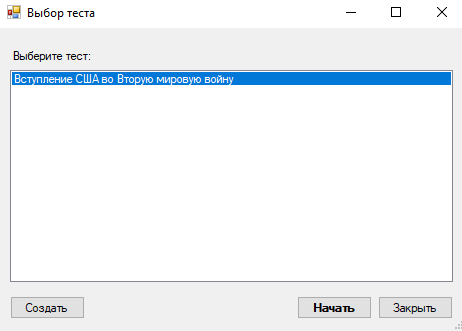 Выбор теста
Выберите тест:
Вступление США во Вторую мировую войну
Создать
Начать
Закрыть